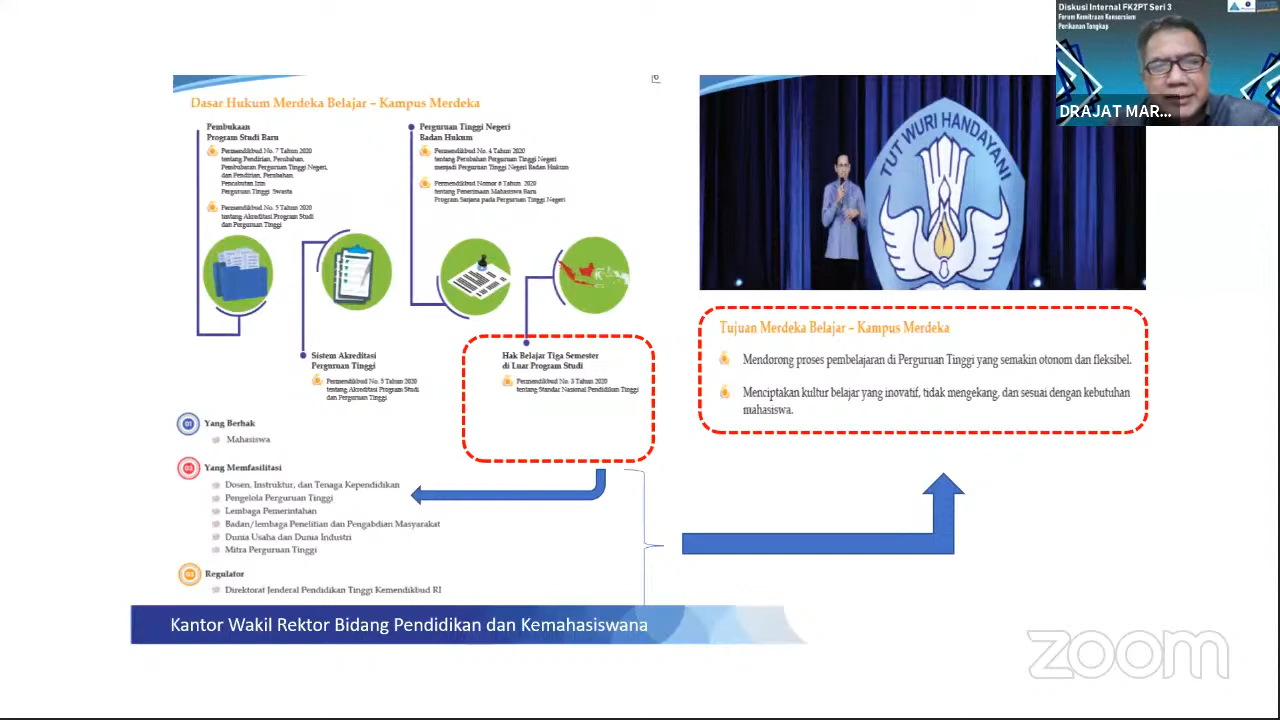 Diskusi Internal FK2PT Seri 3
Forum Kemitraan Konsorsium
Perikanan Tangkap
DRAJAT MAR...
Dasar Hukum Merdeka Belajar – Kampus Merdeka
Pembukaan
Program Studi Baru
Permendikbud No. 7 Tahun 2020
tentang Pendirian, Perubahan,
Pembubaran Perguruan Tinggi Negeri,
dan Pendirian, Perubahan,
Pencabutan Izin
Perguruan Tinggi Swasta
Permendikbud No. 5 Tahun 2020
tentang Akreditasi Program Studi
dan Perguruan Tinggi
Perguruan Tinggi Negeri
Badan Hukum
Permendikbud No. 4 Tahun 2020
tentang Perubahan Perguruan Tinggi Negeri
menjadi Perguruan Tinggi Negeri Badan Hukum
Permendikbud Nomor 6 Tahun 2020
tentang Penerimaan Mahasiswa Baru
Program Sarjana pada Perguruan Tinggi Negeri
Sistem Akreditasi
Perguruan Tinggi
Permendikbud No. 5 Tahun 2020
tentang Akreditasi Program Studi
dan Perguruan Tinggi
Hak Belajar Tiga Semester
di Luar Program Studi
Permendikbud No. 3 Tahun 2020
tentang Standar Nasional Pendidikan Tinggi
01 Yang Berhak
Mahasiswa
Yang Memfasilitasi
Dosen, Instruktur, dan Tenaga Kependidikan
Pengelola Perguruan Tinggi
Lembaga Pemerintahan
Badan/lembaga Penelitian dan Pengabdian Masyarakat
Dunia Usaha dan Dunia Industri
Mitra Perguruan Tinggi
03 Regulator
Direktorat Jenderal Pendidikan Tinggi Kemendikbud RI
TUT WURI HANDAYANI
Tujuan Merdeka Belajar – Kampus Merdeka
Mendorong proses pembelajaran di Perguruan Tinggi yang semakin otonom dan fleksibel.
Menciptakan kultur belajar yang inovatif, tidak mengekang, dan sesuai dengan kebutuhan
mahasiswa.
Kantor Wakil Rektor Bidang Pendidikan dan Kemahasiswana
zoom